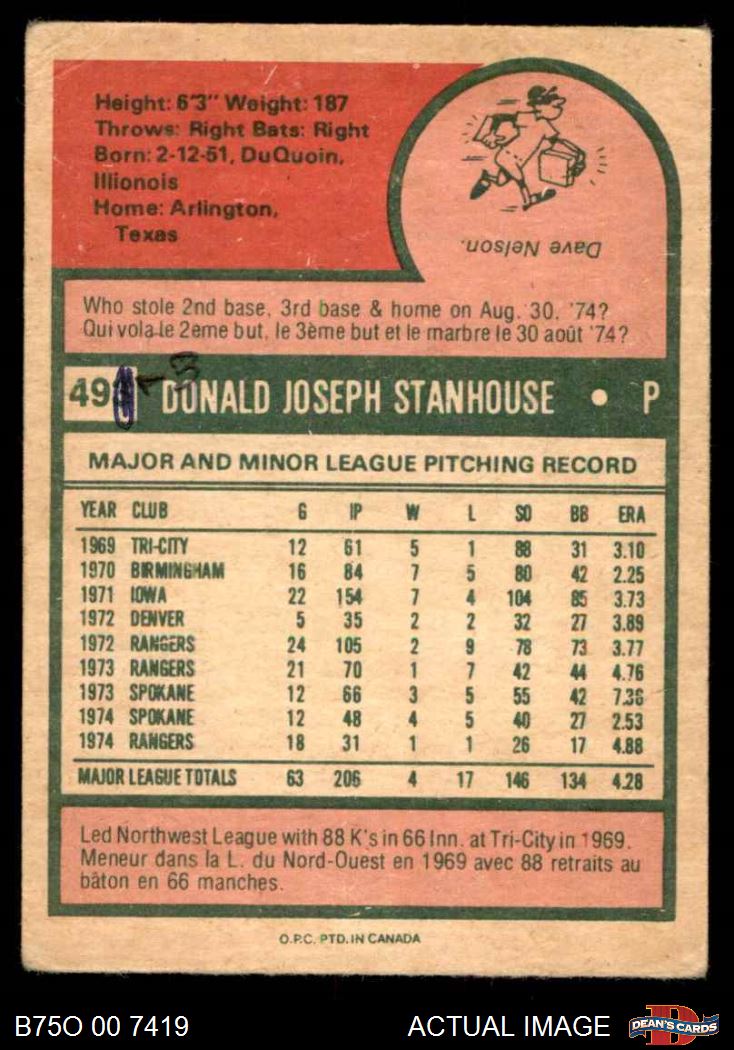 Height: 6'3" Weight: 187
Throws: Right Bats: Right
Born: 2-12-51, DuQuoin,
Illionois
Home: Arlington,
Texas
Dave Nelson.
Who stole 2nd base, 3rd base & home on Aug. 30. '74?
Qui vola le 2eme but, le 3ème but et le marbre le 30 août '74?
49 DONALD JOSEPH STANHOUSE • P
MAJOR AND MINOR LEAGUE PITCHING RECORD
YEAR CLUB G IP W L SO BB ERA
1969 TRI-CITY 12 61 5 1 88 31 3.10
1970 BIRMINGHAM 16 84 7 5 80 42 2.25
1971 IOWA 22 154 7 4 104 85 3.73
1972 DENVER 5 35 2 2 32 27 3.89
1972 RANGERS 24 105 2 9 78 73 3.77
1973 RANGERS 21 70 1 7 42 44 4.76
1973 SPOKANE 12 66 3 5 55 42 7.36
1974 SPOKANE 12 48 4 5 40 27 2.53
1974 RANGERS 18 31 1 1 26 17 4.88
MAJOR LEAGUE TOTALS 63 206 4 17 146 134 4.28
Led Northwest League with 88 K's in 66 Inn. at Tri-City in 1969.
Meneur dans la L. du Nord-Ouest en 1969 avec 88 retraits au
bâton en 66 manches.
O.P.C. PTD. IN CANADA
B75O 00 7419 ACTUAL IMAGE DEAN'S CARDS